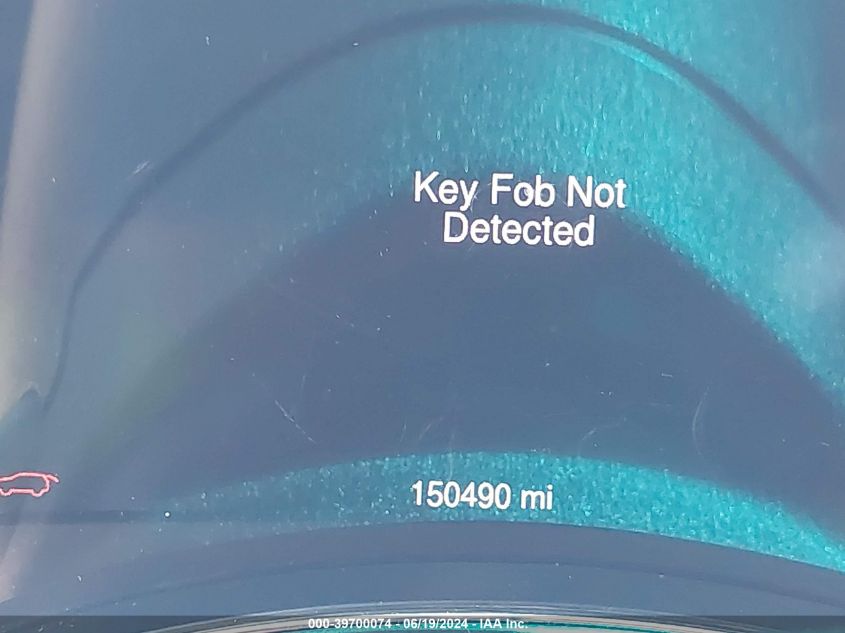 Key Fob Not
Detected
150490 mi
000-39700074 - 06/19/2024 - IAA Inc.